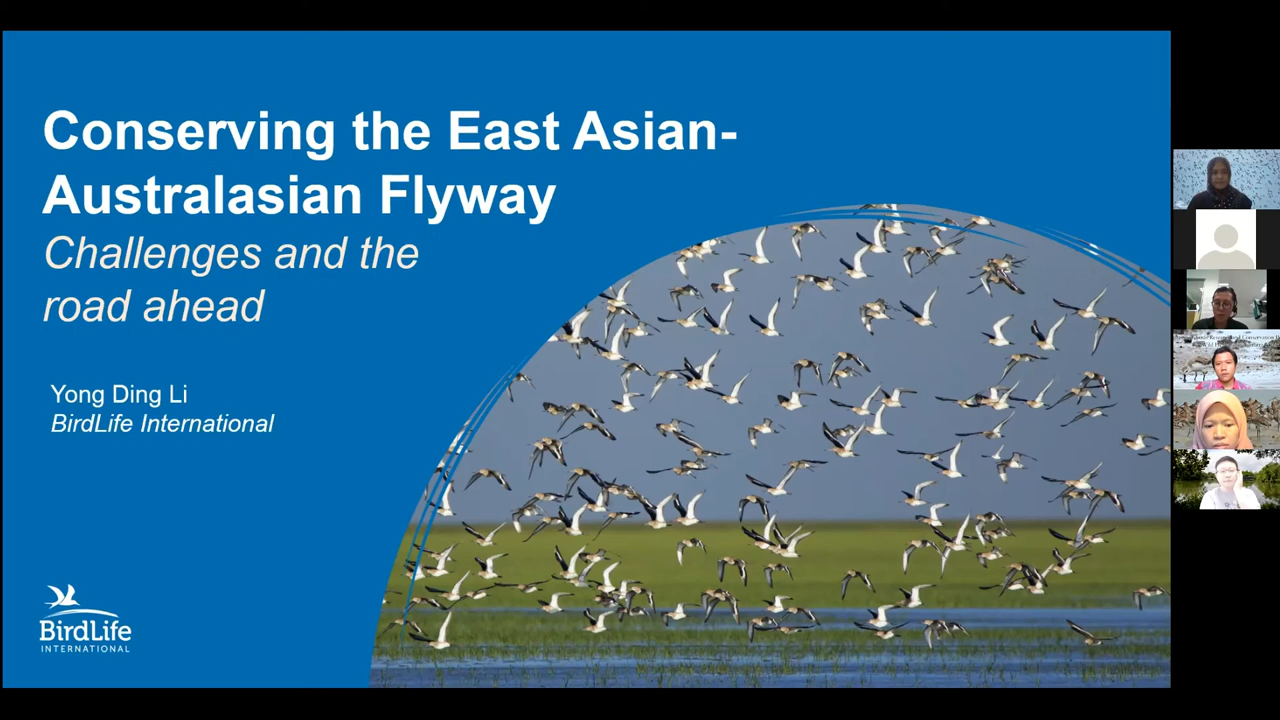 Conserving the East Asian-
Australasian Flyway
Challenges and the
road ahead
Yong Ding Li
BirdLife International
BirdLife
INTERNATIONAL